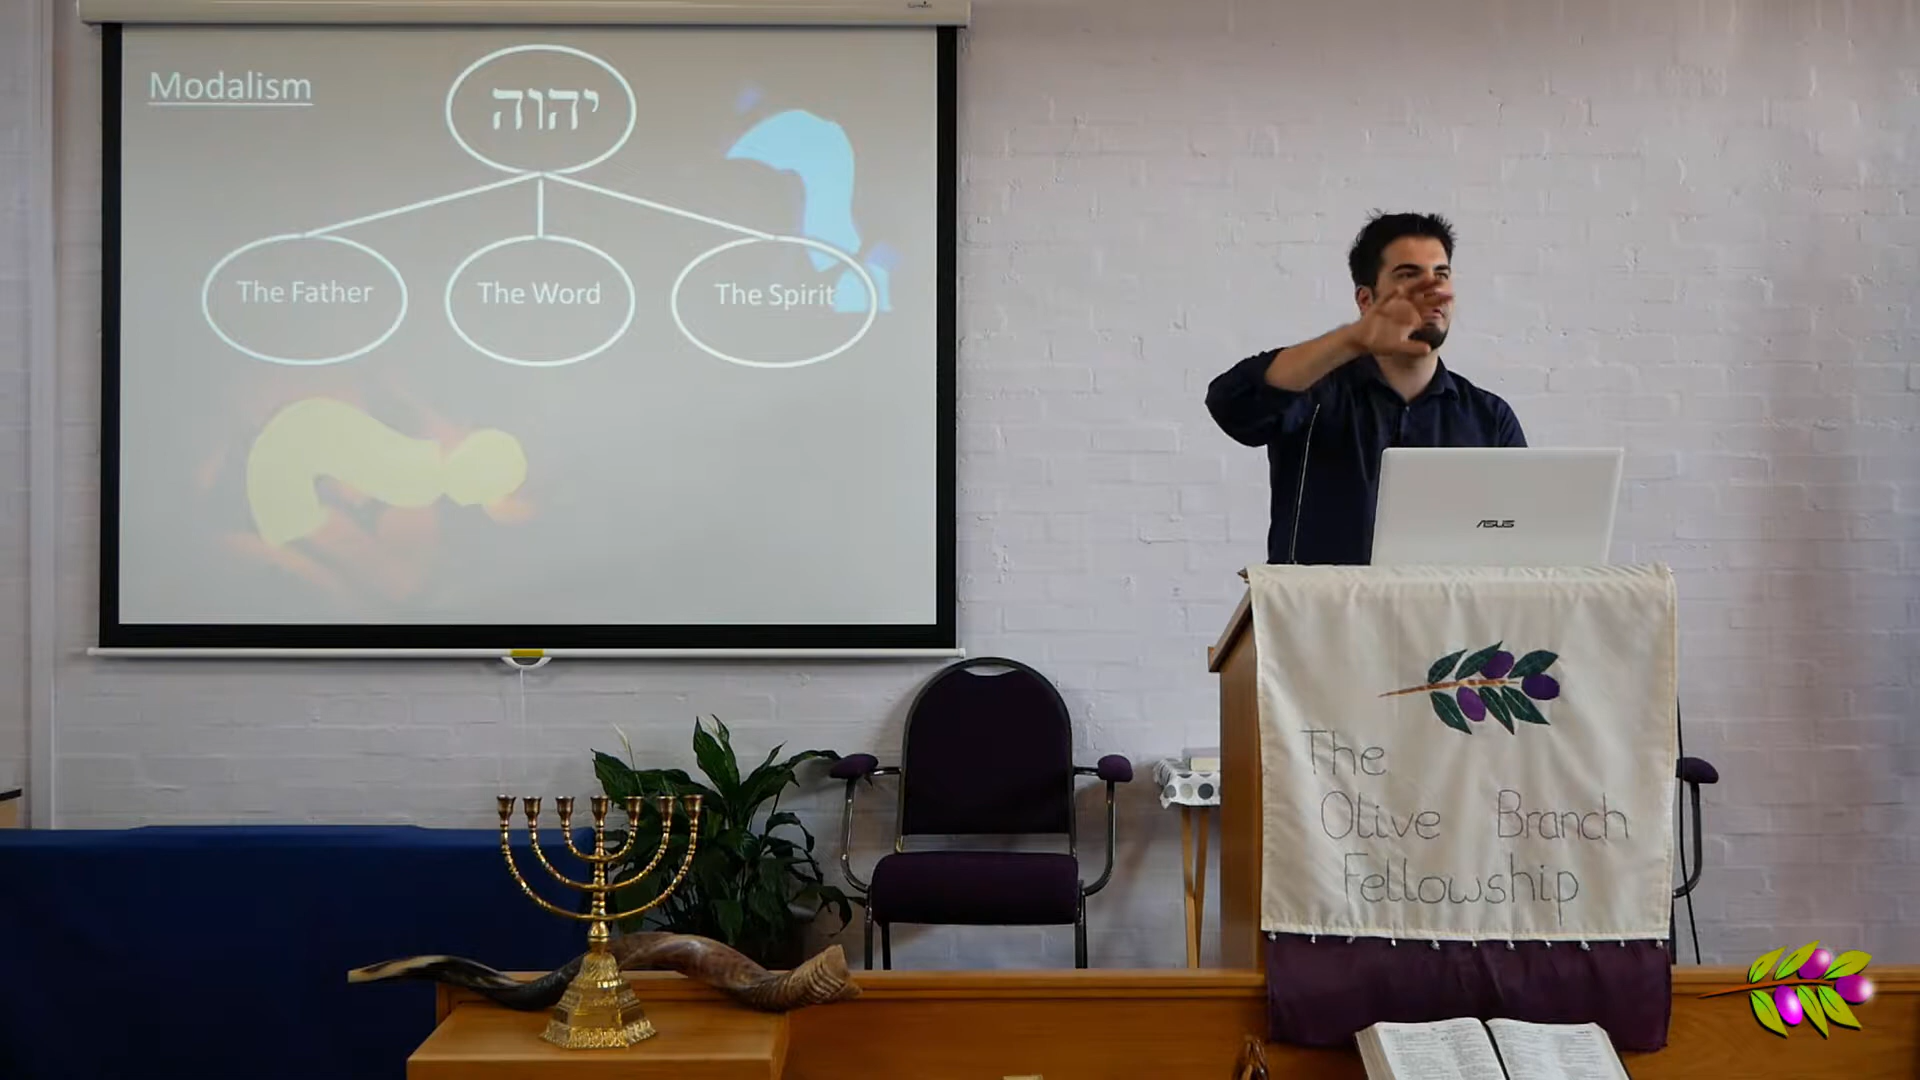 Modalism
יהוה
The Father
The Word
The Spirit
ASUS
The
Olive Branch
Fellowship